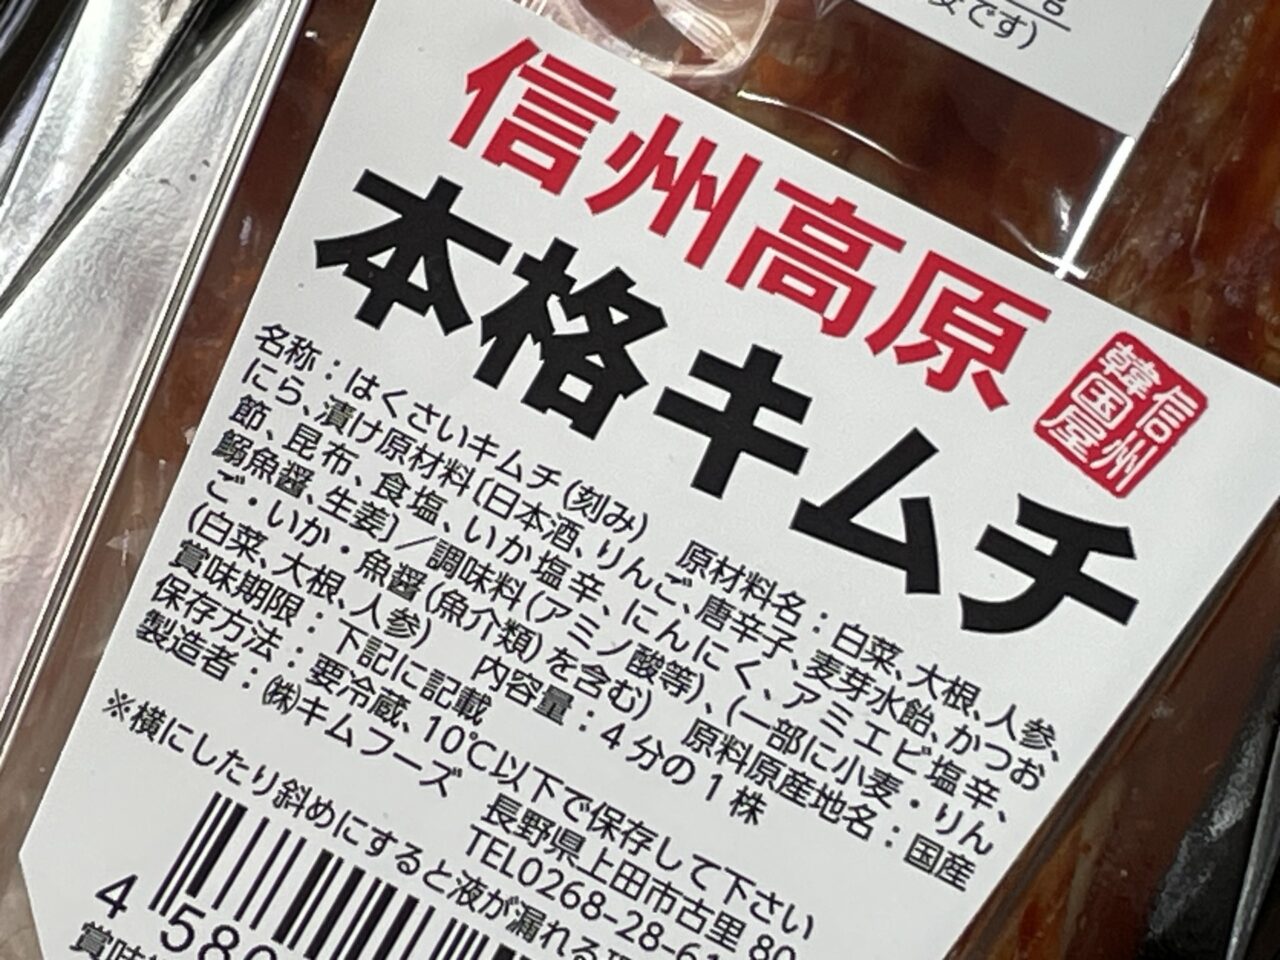 です)
信州高原
本格キムチ
信州
韓国屋
名称：はくさいキムチ(刻み)　原材料名：白菜、大根、人参、
にら、漬け原材料〔日本酒、りんご、唐辛子、麦芽水飴、かつお
節、昆布、食塩、いか塩辛、にんにく、アミエビ塩辛、
鰯魚醤、生姜〕／調味料(アミノ酸等)、(一部に小麦・りん
ご・いか・魚醤(魚介類)を含む)　原料原産地名：国産
(白菜、大根、人参)　内容量：4分の1株
賞味期限：下記に記載
保存方法：要冷蔵、10℃以下で保存して下さい
製造者：㈱キムフーズ　長野県上田市古里80
TEL0268-28-61
※横にしたり斜めにすると液が漏れる
4 580
賞味